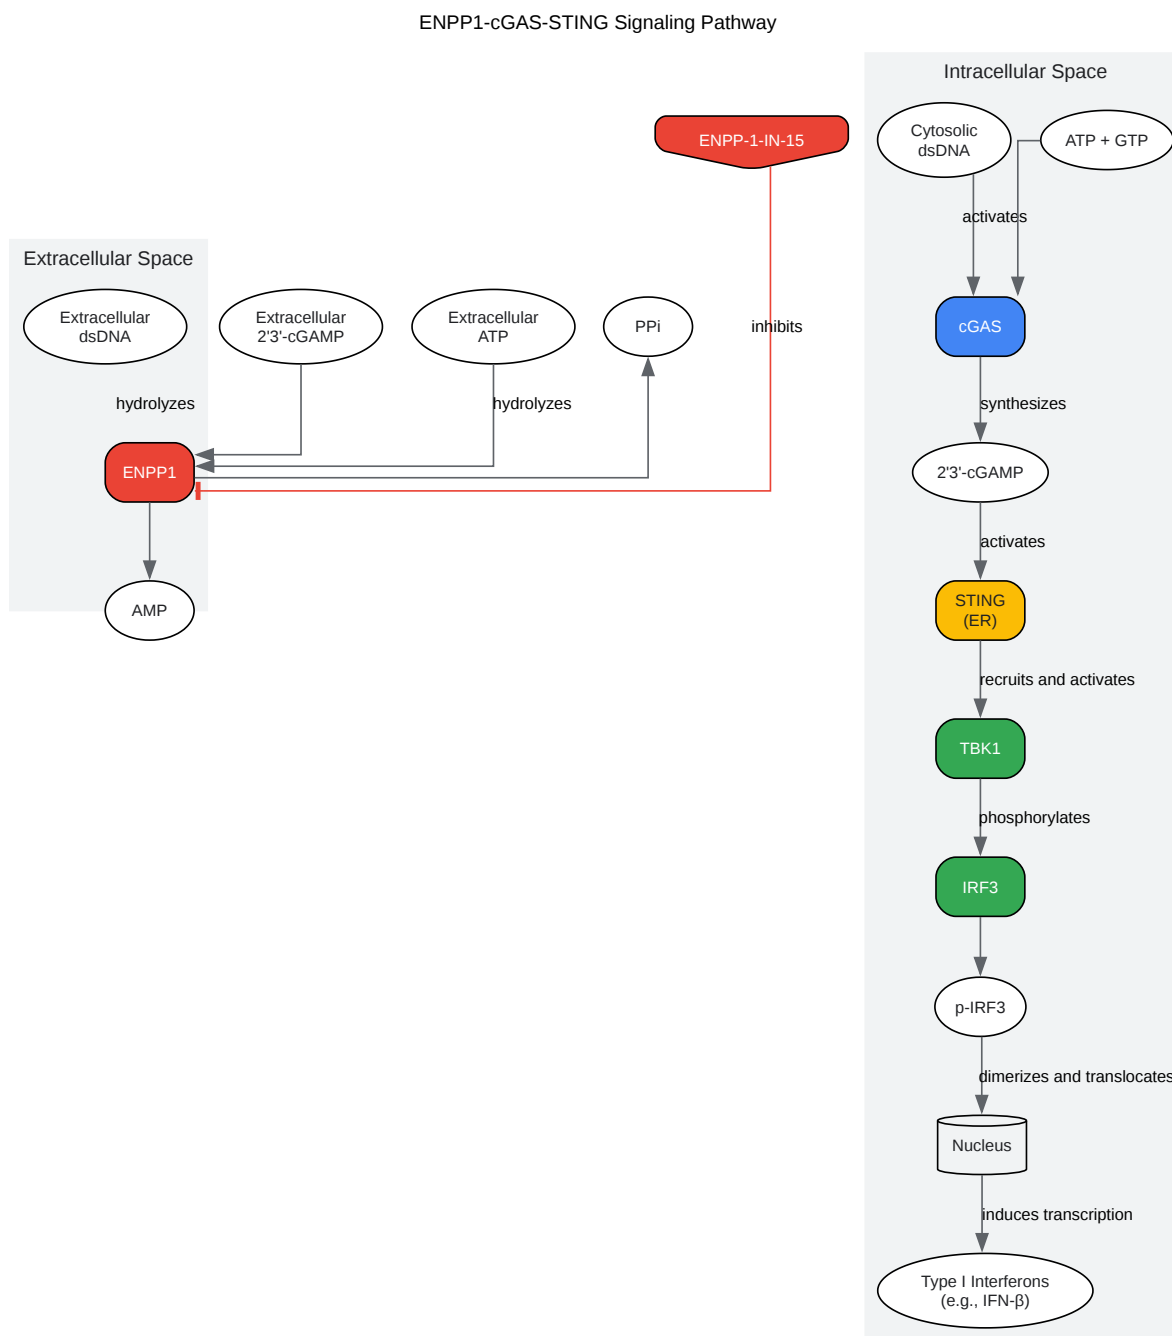 ENPP1-cGAS-STING Signaling Pathway
Intracellular Space
ENPP-1-IN-15
Cytosolic
dsDNA
ATP + GTP
activates
Extracellular Space
Extracellular
dsDNA
Extracellular
2'3'-cGAMP
Extracellular
ATP
PPi
inhibits
cGAS
hydrolyzes
hydrolyzes
synthesizes
ENPP1
2'3'-cGAMP
activates
AMP
STING
(ER)
recruits and activates
TBK1
phosphorylates
IRF3
p-IRF3
dimerizes and translocates
Nucleus
induces transcription
Type I Interferons
(e.g., IFN-β)